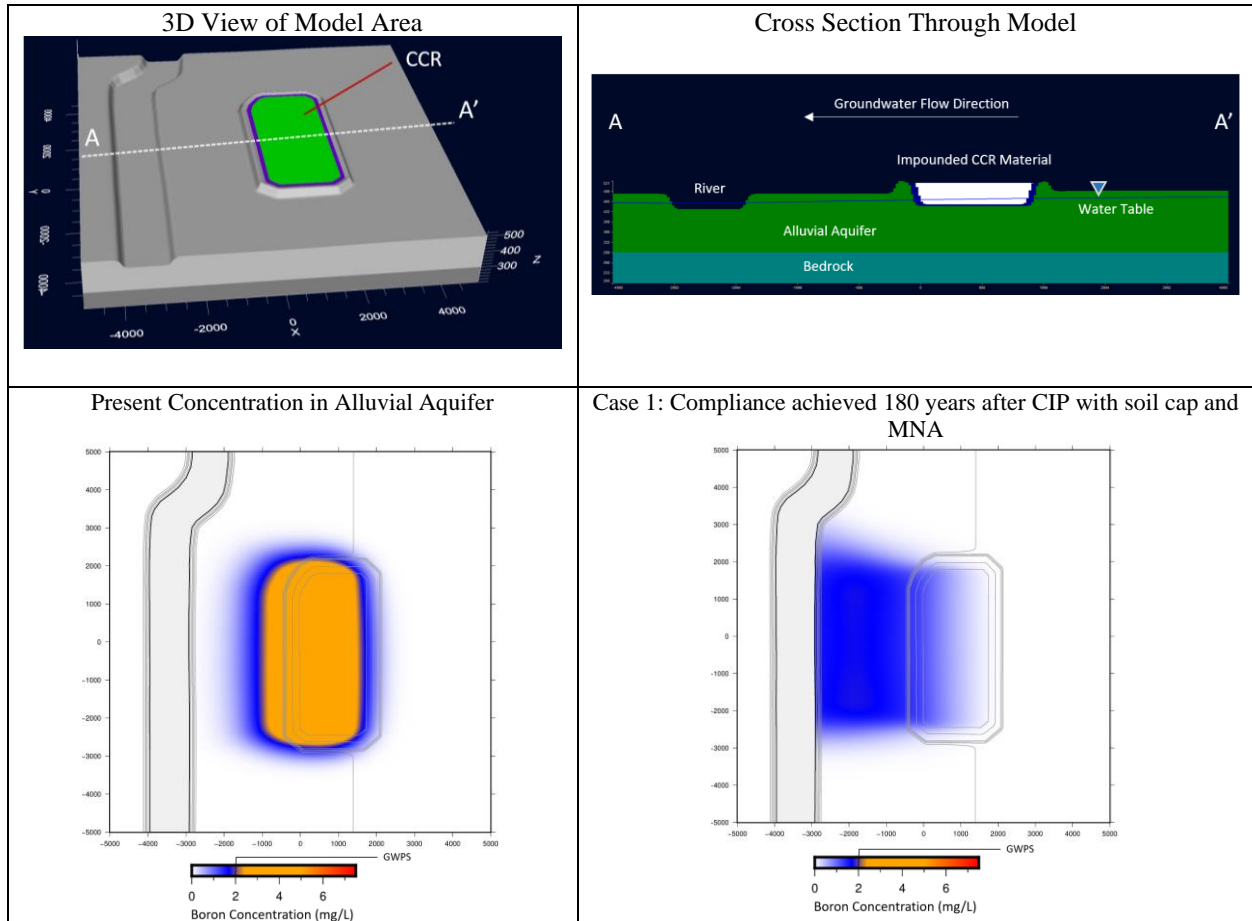 3D View of Model Area
CCR
A
A'
4000
2000
0
-2000
-4000
Y
-4000
-2000
0
2000
4000
X
500
400
300
Z
Cross Section Through Model
A
Groundwater Flow Direction
A'
Impounded CCR Material
River
Water Table
Alluvial Aquifer
Bedrock
Present Concentration in Alluvial Aquifer
5000
4000
3000
2000
1000
0
-1000
-2000
-3000
-4000
-5000
-5000 -4000 -3000 -2000 -1000 0 1000 2000 3000 4000 5000
GWPS
0 2 4 6
Boron Concentration (mg/L)
Case 1: Compliance achieved 180 years after CIP with soil cap and
MNA
5000
4000
3000
2000
1000
0
-1000
-2000
-3000
-4000
-5000
-5000 -4000 -3000 -2000 -1000 0 1000 2000 3000 4000 5000
GWPS
0 2 4 6
Boron Concentration (mg/L)